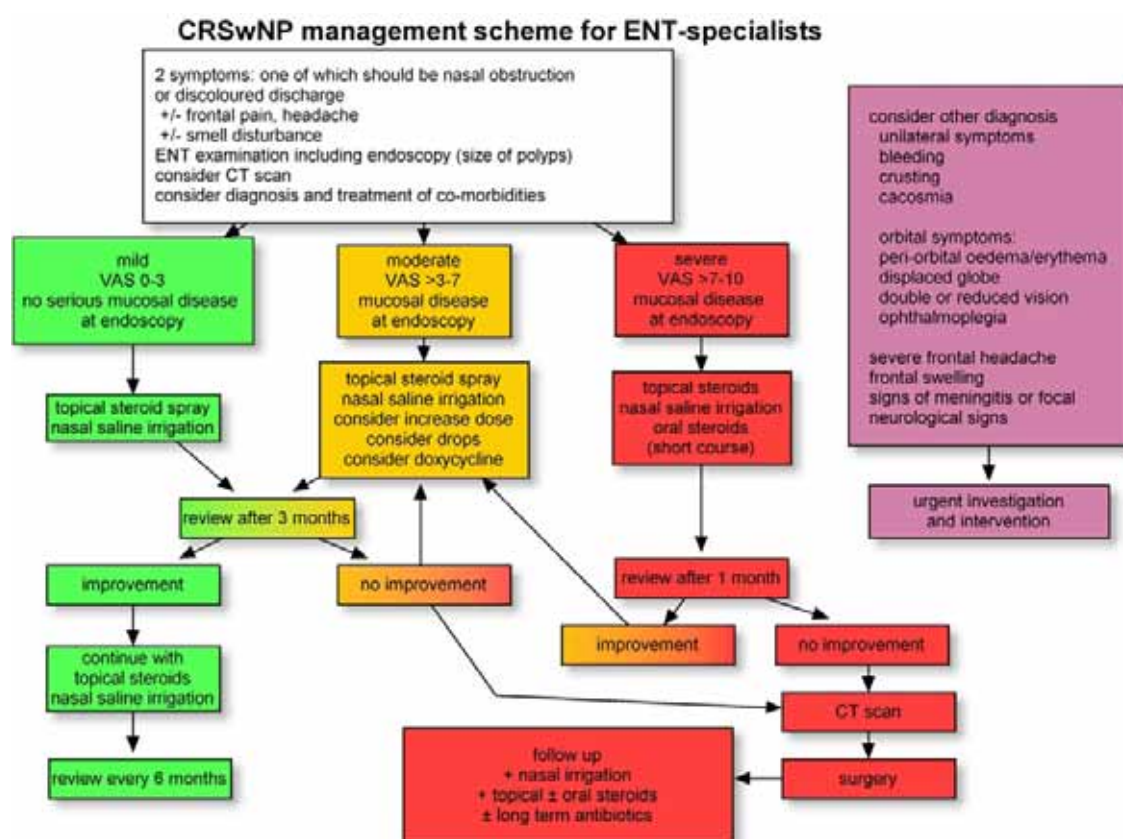 CRSwNP management scheme for ENT-specialists
2 symptoms: one of which should be nasal obstruction
or discoloured discharge
+/- frontal pain, headache
+/- smell disturbance
ENT examination including endoscopy (size of polyps)
consider CT scan
consider diagnosis and treatment of co-morbidities
consider other diagnosis
unilateral symptoms
bleeding
crusting
cacosmia
orbital symptoms:
peri-orbital oedema/erythema
displaced globe
double or reduced vision
ophthalmoplegia
severe frontal headache
frontal swelling
signs of meningitis or focal
neurological signs
urgent investigation
and intervention
mild
VAS 0-3
no serious mucosal disease
at endoscopy
moderate
VAS >3-7
mucosal disease
at endoscopy
severe
VAS >7-10
mucosal disease
at endoscopy
topical steroid spray
nasal saline irrigation
topical steroid spray
nasal saline irrigation
consider increase dose
consider drops
consider doxycycline
topical steroids
nasal saline irrigation
oral steroids
(short course)
review after 3 months
improvement
no improvement
review after 1 month
improvement
no improvement
continue with
topical steroids
nasal saline irrigation
review every 6 months
CT scan
surgery
follow up
+ nasal irrigation
+ topical ± oral steroids
± long term antibiotics